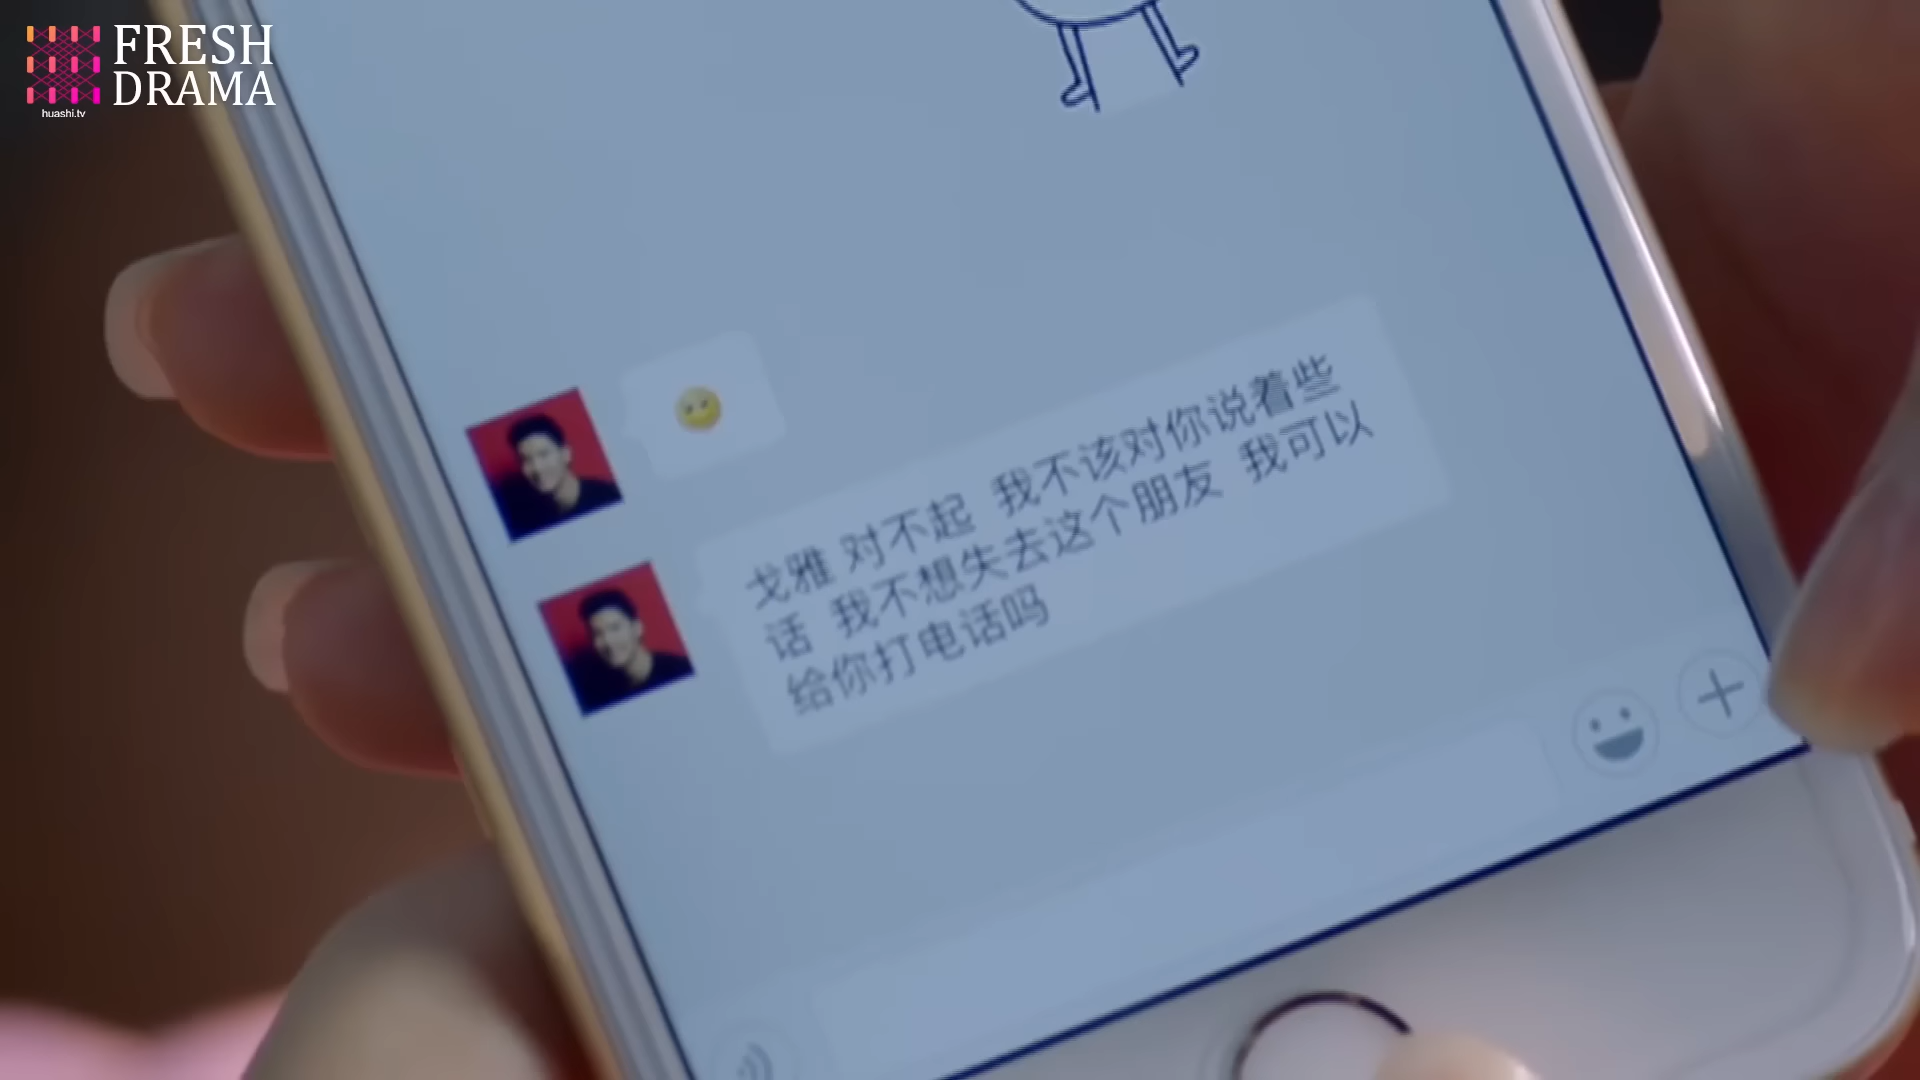 FRESH
DRAMA
huashi.tv
戈雅 对不起 我不该对你说着些
话 我不想失去这个朋友 我可以
给你打电话吗